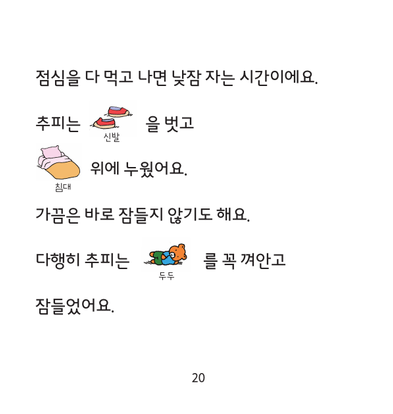 점심을 다 먹고 나면 낮잠 자는 시간이에요.
추피는 을 벗고
신발
위에 누웠어요.
침대
가끔은 바로 잠들지 않기도 해요.
다행히 추피는 를 꼭 껴안고
두두
잠들었어요.
20